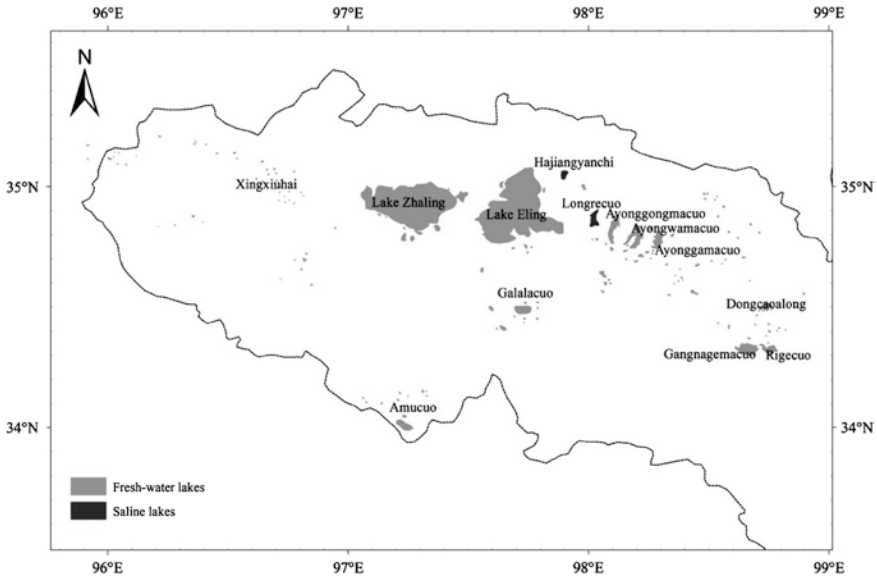 96°E 97°E 98°E 99°E
N
Hajiangyanchi
35°N 35°N
Xingxiuhai
Lake Zhaling
Lake Eling
Longrecuo
Ayonggongmacuo
Ayongwamacuo
Ayonggamacuo
Galalacuo
Dongcaoalong
Gangnagemacuo
Rigecuo
Amucuo
34°N 34°N
Fresh-water lakes
Saline lakes
96°E 97°E 98°E 99°E